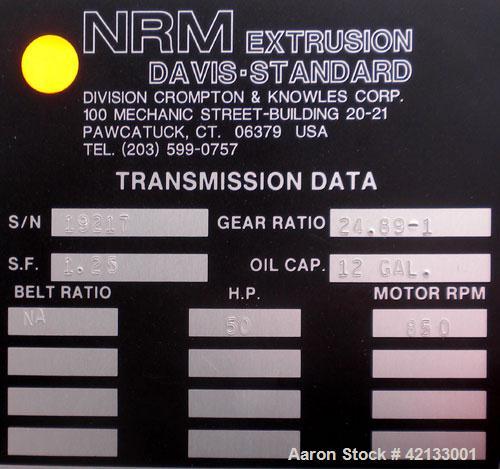 NRM EXTRUSION
DAVIS-STANDARD
DIVISION CROMPTON & KNOWLES CORP.
100 MECHANIC STREET-BUILDING 20-21
PAWCATUCK, CT. 06379 USA
TEL. (203) 599-0757
TRANSMISSION DATA
S/N 19217 GEAR RATIO 24.89-1
S.F. 1.25 OIL CAP. 12 GAL.
BELT RATIO H.P. MOTOR RPM
NA 50 850
Aaron Stock # 42133001